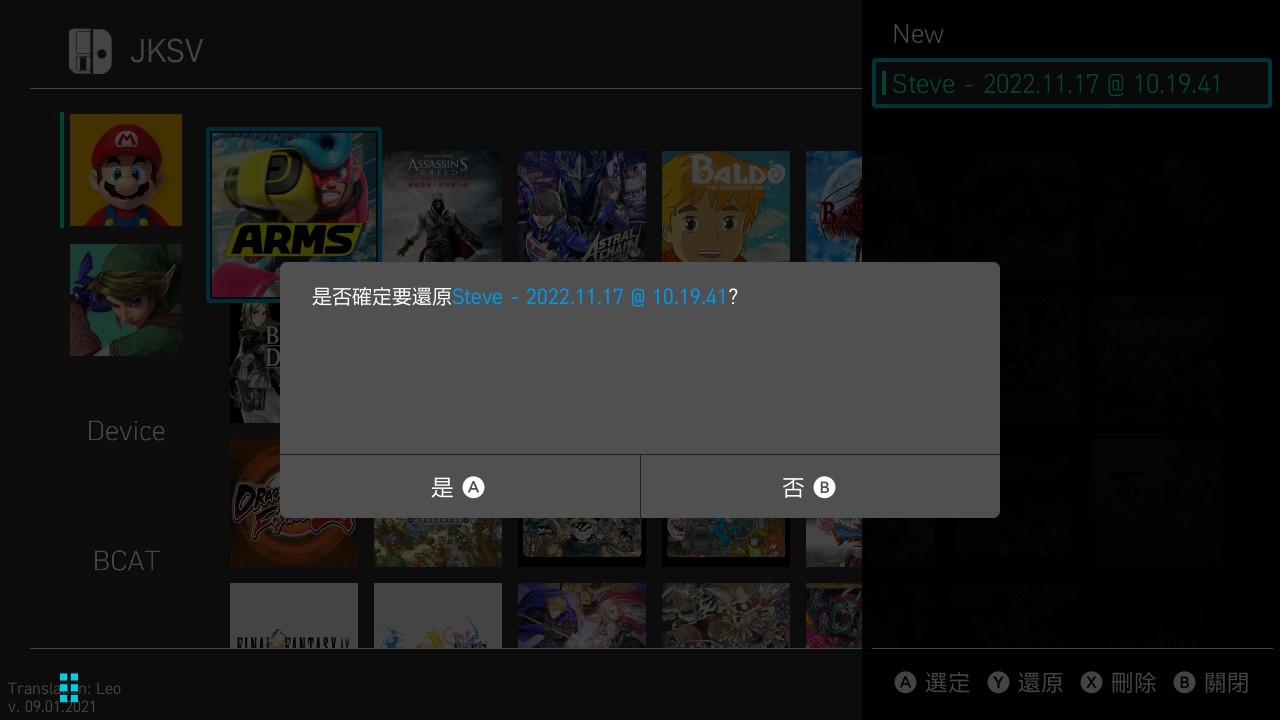 JKSV
New
Steve - 2022.11.17 @ 10.19.41
ASSASSIN'S
CREED
BALDO
ARMS
ASTRAL
CHAIN
是否確定要還原Steve - 2022.11.17 @ 10.19.41?
Device
是 A
否 B
BCAT
FINAL FANTASY IX
Translation: Leo
v. 09.01.2021
A 選定 Y 還原 X 刪除 B 關閉